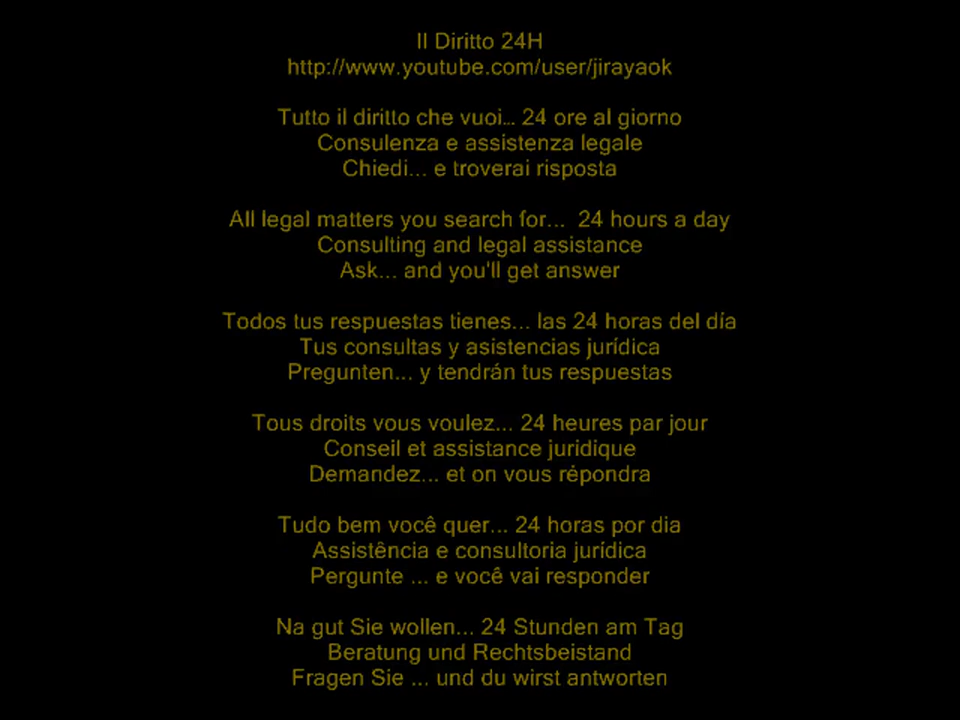 Il Diritto 24H
http://www.youtube.com/user/jirayaok
Tutto il diritto che vuoi... 24 ore al giorno
Consulenza e assistenza legale
Chiedi... e troverai risposta
All legal matters you search for...  24 hours a day
Consulting and legal assistance
Ask... and you'll get answer
Todos tus respuestas tienes... las 24 horas del día
Tus consultas y asistencias jurídica
Pregunten... y tendrán tus respuestas
Tous droits vous voulez... 24 heures par jour
Conseil et assistance juridique
Demandez... et on vous répondra
Tudo bem você quer... 24 horas por dia
Assistência e consultoria jurídica
Pergunte ... e você vai responder
Na gut Sie wollen... 24 Stunden am Tag
Beratung und Rechtsbeistand
Fragen Sie ... und du wirst antworten